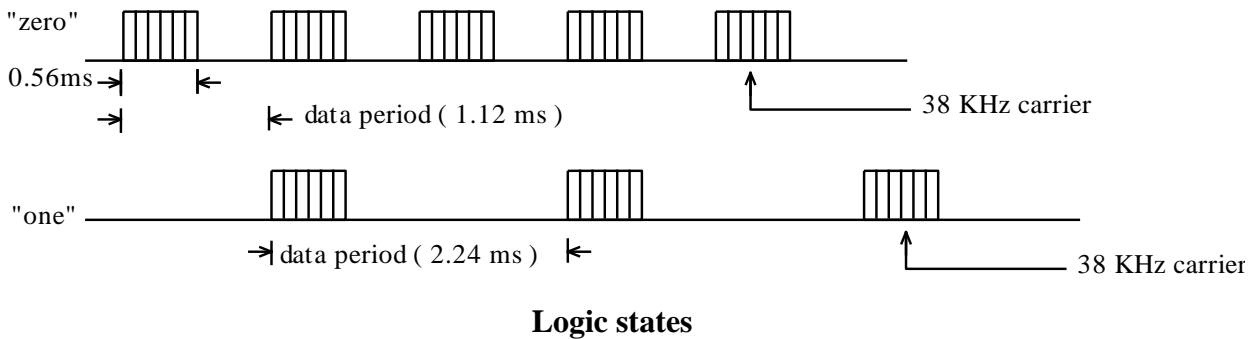 "zero"
0.56ms
data period ( 1.12 ms )
38 KHz carrier
"one"
data period ( 2.24 ms )
38 KHz carrier
Logic states